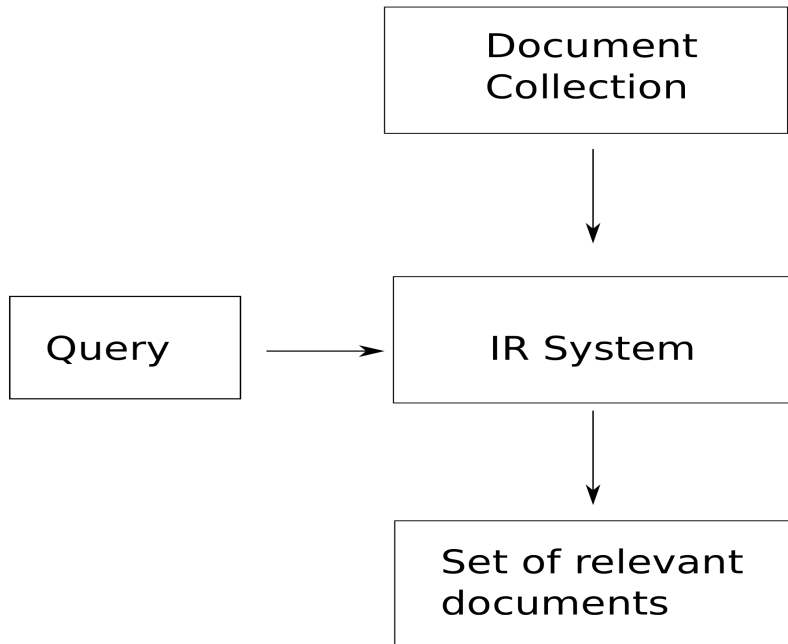 Document
Collection
Query
IR System
Set of relevant
documents